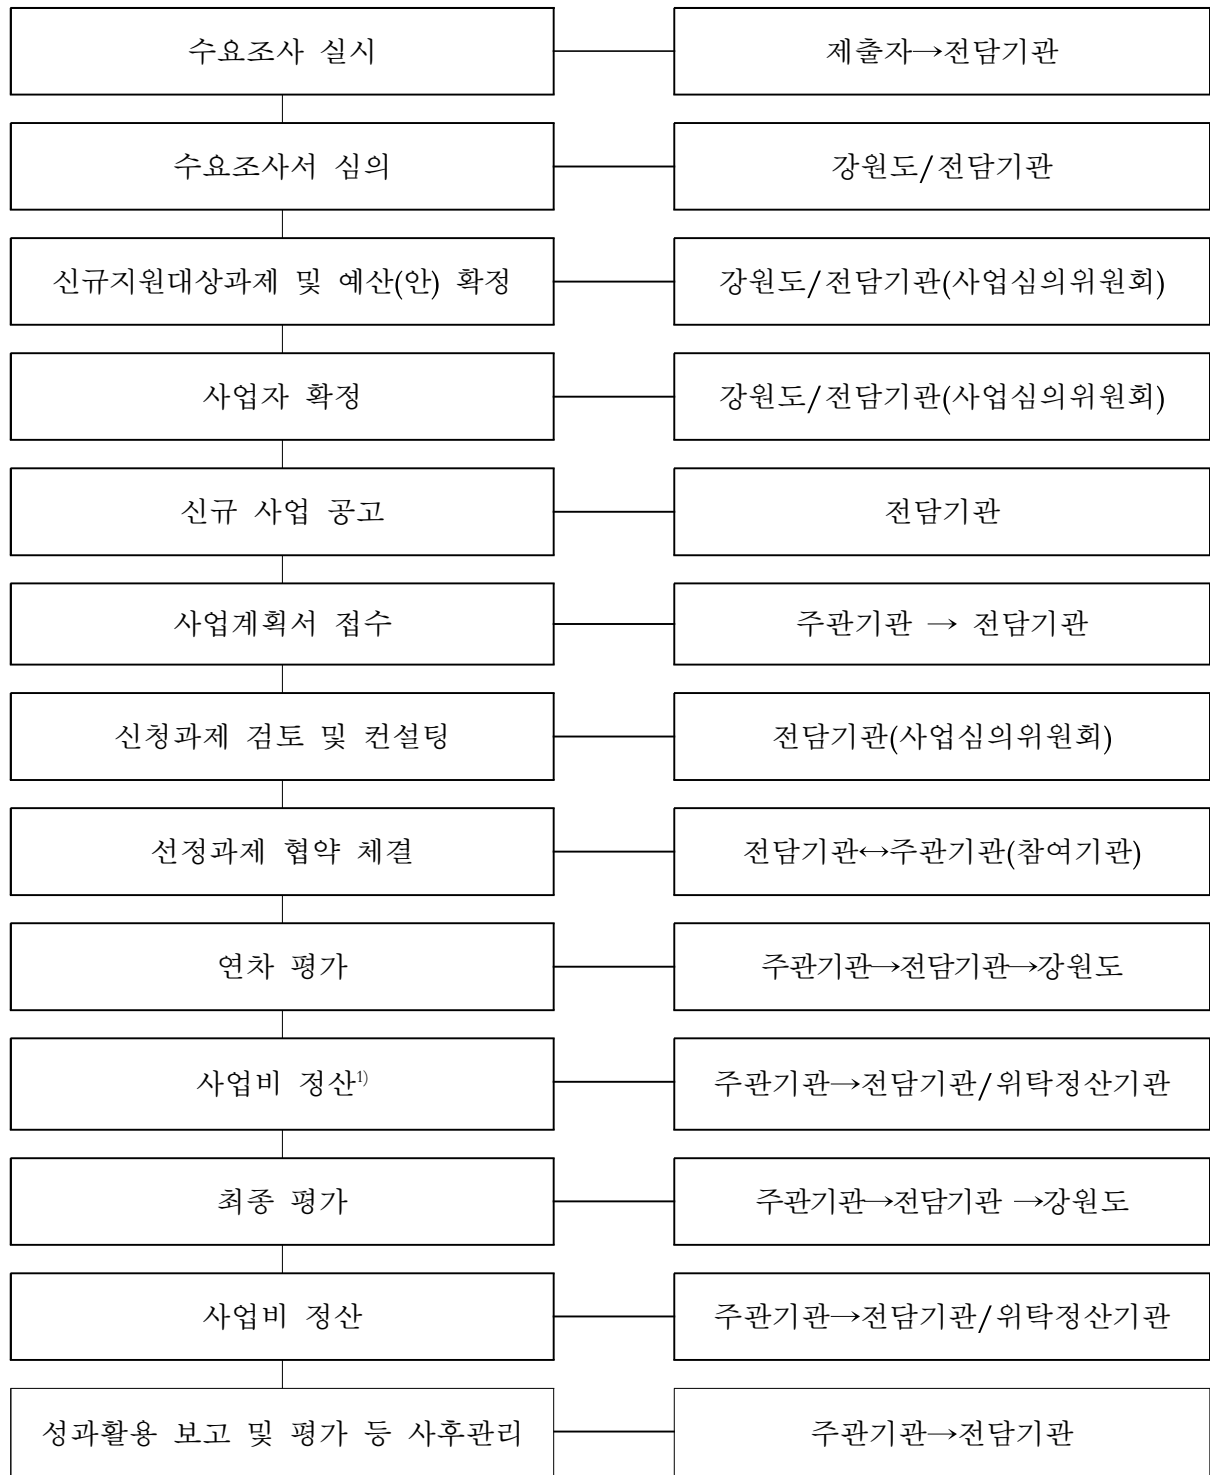 수요조사 실시
제출자→전담기관
수요조사서 심의
강원도/전담기관
신규지원대상과제 및 예산(안) 확정
강원도/전담기관(사업심의위원회)
사업자 확정
강원도/전담기관(사업심의위원회)
신규 사업 공고
전담기관
사업계획서 접수
주관기관 → 전담기관
신청과제 검토 및 컨설팅
전담기관(사업심의위원회)
선정과제 협약 체결
전담기관↔주관기관(참여기관)
연차 평가
주관기관→전담기관→강원도
사업비 정산¹⁾
주관기관→전담기관/위탁정산기관
최종 평가
주관기관→전담기관 →강원도
사업비 정산
주관기관→전담기관/위탁정산기관
성과활용 보고 및 평가 등 사후관리
주관기관→전담기관